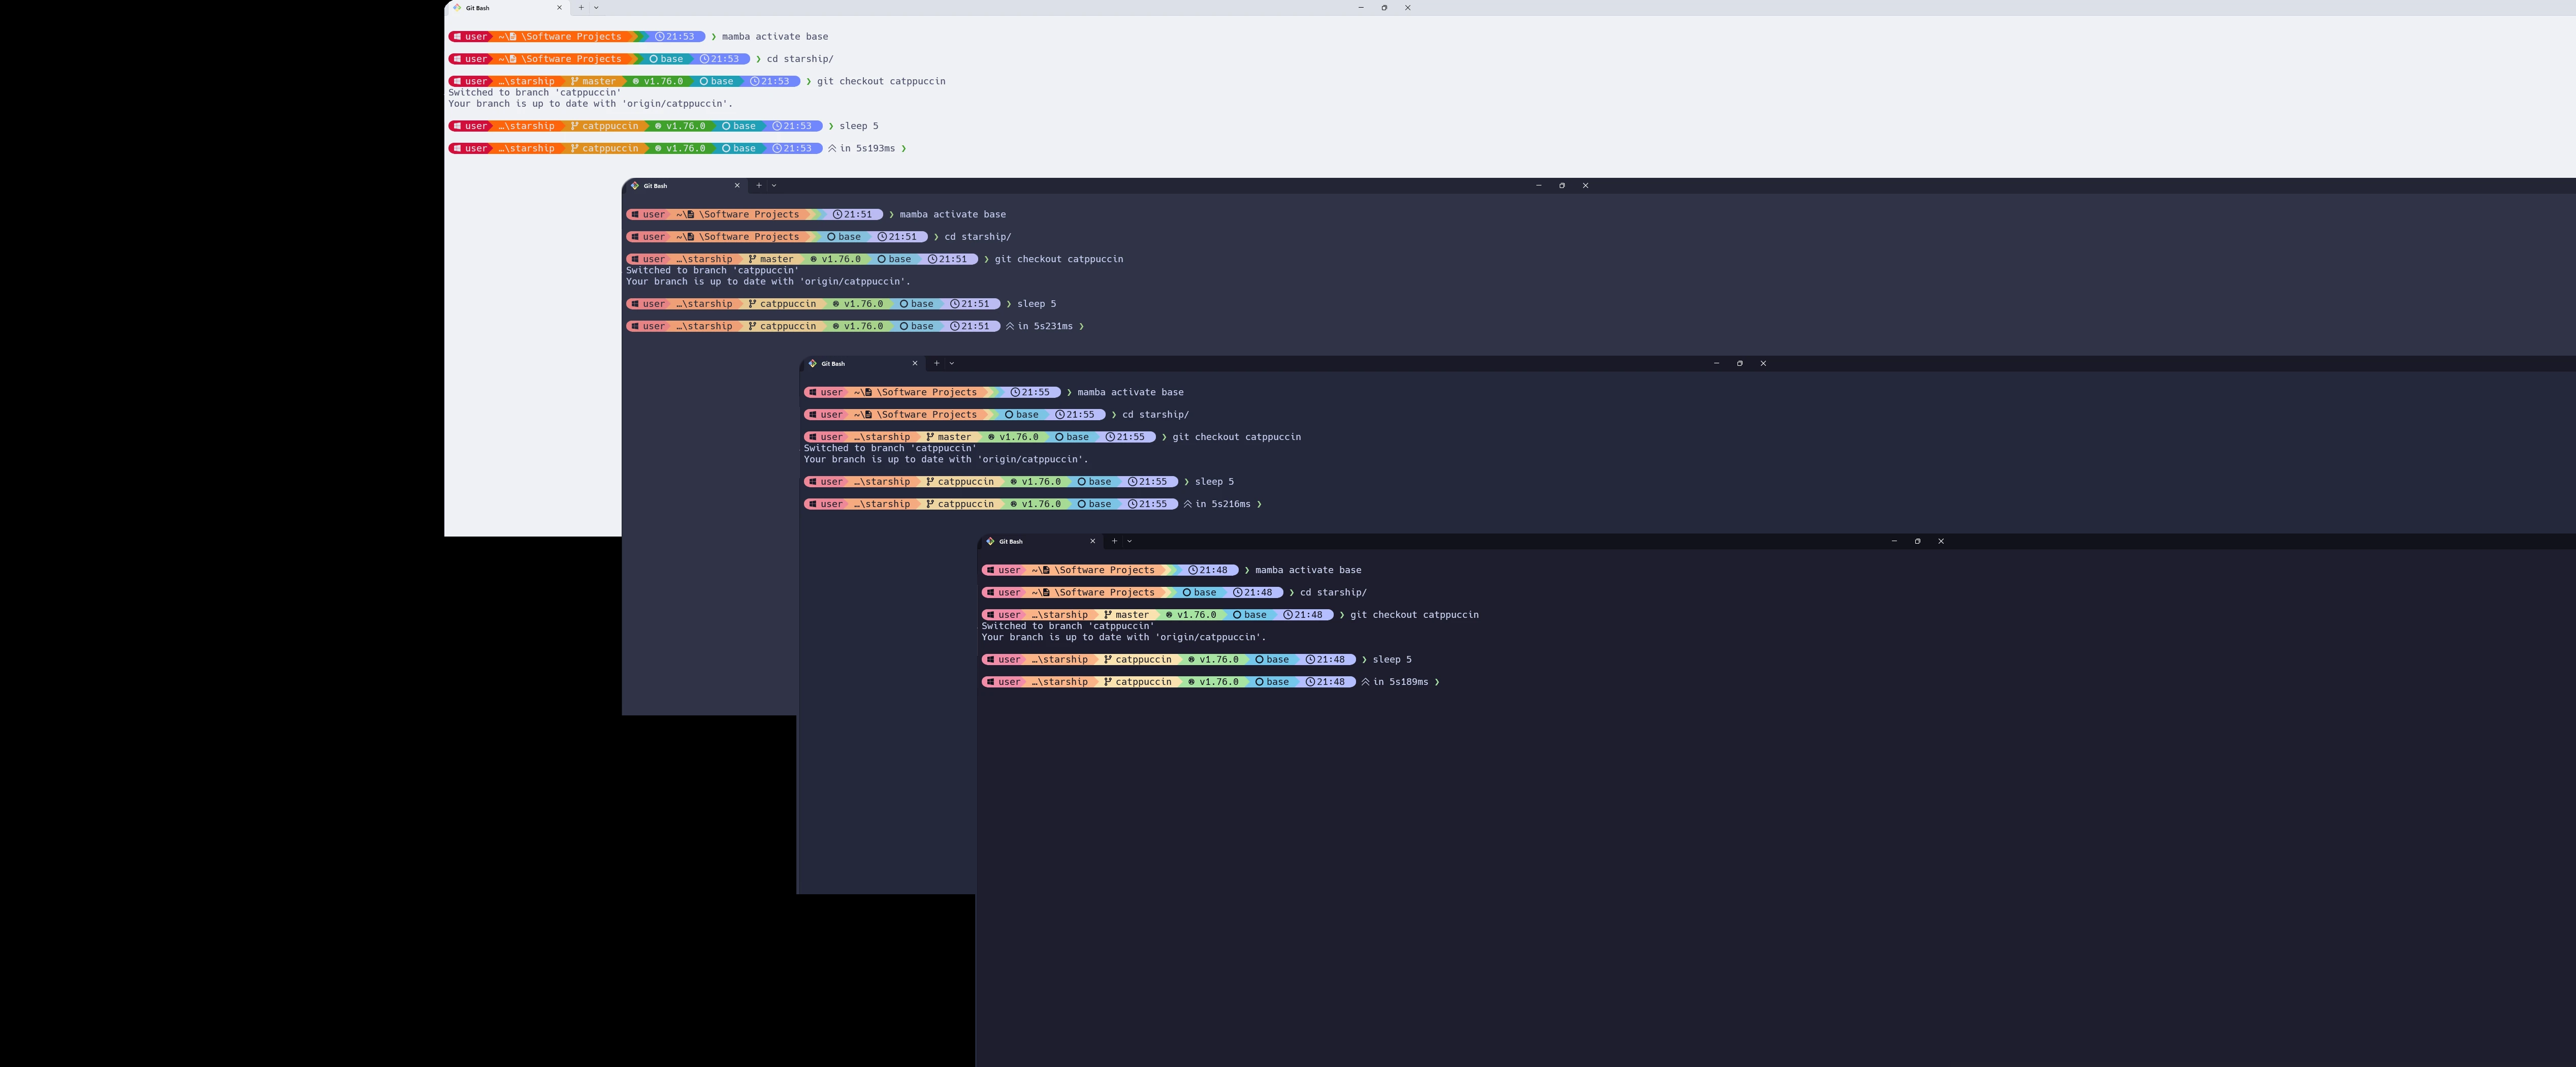 Git Bash
user ~\ \Software Projects 21:53 ❯ mamba activate base
user ~\ \Software Projects base 21:53 ❯ cd starship/
user …\starship master v1.76.0 base 21:53 ❯ git checkout catppuccin
Switched to branch 'catppuccin'
Your branch is up to date with 'origin/catppuccin'.
user …\starship catppuccin v1.76.0 base 21:53 ❯ sleep 5
user …\starship catppuccin v1.76.0 base 21:53 in 5s193ms ❯
Git Bash
user ~\ \Software Projects 21:51 ❯ mamba activate base
user ~\ \Software Projects base 21:51 ❯ cd starship/
user …\starship master v1.76.0 base 21:51 ❯ git checkout catppuccin
Switched to branch 'catppuccin'
Your branch is up to date with 'origin/catppuccin'.
user …\starship catppuccin v1.76.0 base 21:51 ❯ sleep 5
user …\starship catppuccin v1.76.0 base 21:51 in 5s231ms ❯
Git Bash
user ~\ \Software Projects 21:55 ❯ mamba activate base
user ~\ \Software Projects base 21:55 ❯ cd starship/
user …\starship master v1.76.0 base 21:55 ❯ git checkout catppuccin
Switched to branch 'catppuccin'
Your branch is up to date with 'origin/catppuccin'.
user …\starship catppuccin v1.76.0 base 21:55 ❯ sleep 5
user …\starship catppuccin v1.76.0 base 21:55 in 5s216ms ❯
Git Bash
user ~\ \Software Projects 21:48 ❯ mamba activate base
user ~\ \Software Projects base 21:48 ❯ cd starship/
user …\starship master v1.76.0 base 21:48 ❯ git checkout catppuccin
Switched to branch 'catppuccin'
Your branch is up to date with 'origin/catppuccin'.
user …\starship catppuccin v1.76.0 base 21:48 ❯ sleep 5
user …\starship catppuccin v1.76.0 base 21:48 in 5s189ms ❯